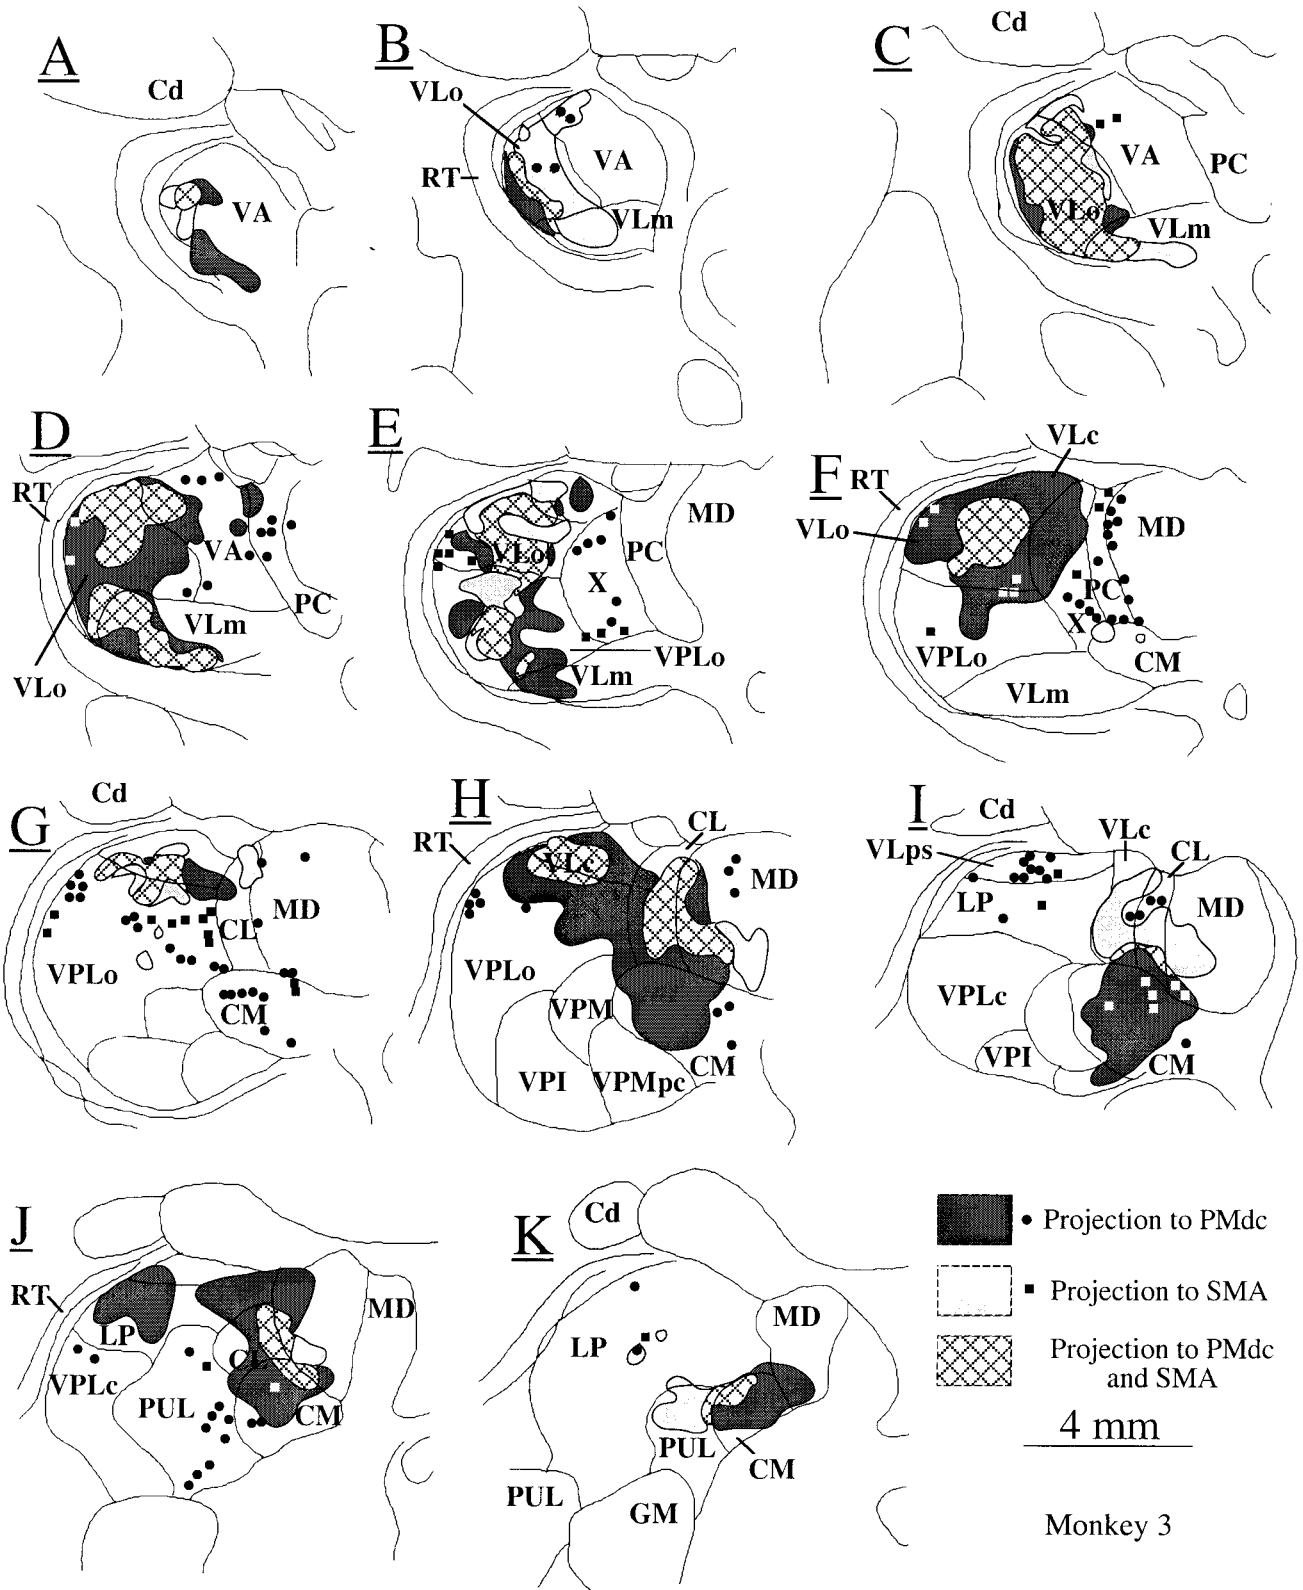 A
Cd
VA
B
VLo
RT
VA
VLm
C
Cd
VA
PC
VLo
VLm
D
RT
VA
PC
VLm
VLo
E
MD
VLo
PC
X
VPLo
VLm
F
VLc
RT
VLo
MD
PC
X
VPLo
CM
VLm
G
Cd
MD
CL
VPLo
CM
H
RT
CL
VLc
MD
VPLo
VPM
CM
VPI
VPMpc
I
Cd
VLc
VLps
CL
LP
MD
VPLc
VPI
CM
J
RT
MD
LP
CL
VPLc
PUL
CM
K
Cd
MD
LP
PUL
CM
PUL
GM
Projection to PMdc
Projection to SMA
Projection to PMdc
and SMA
4 mm
Monkey 3